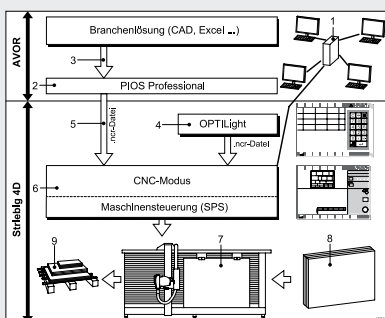 AVOR
Branchenlösung (CAD, Excel ...)
1
3
2
PIOS Professional
Striebig 4D
5
.ncr-Datei
4
OPTILight
.ncr-Datei
6
CNC-Modus
Maschinensteuerung (SPS)
9
7
8